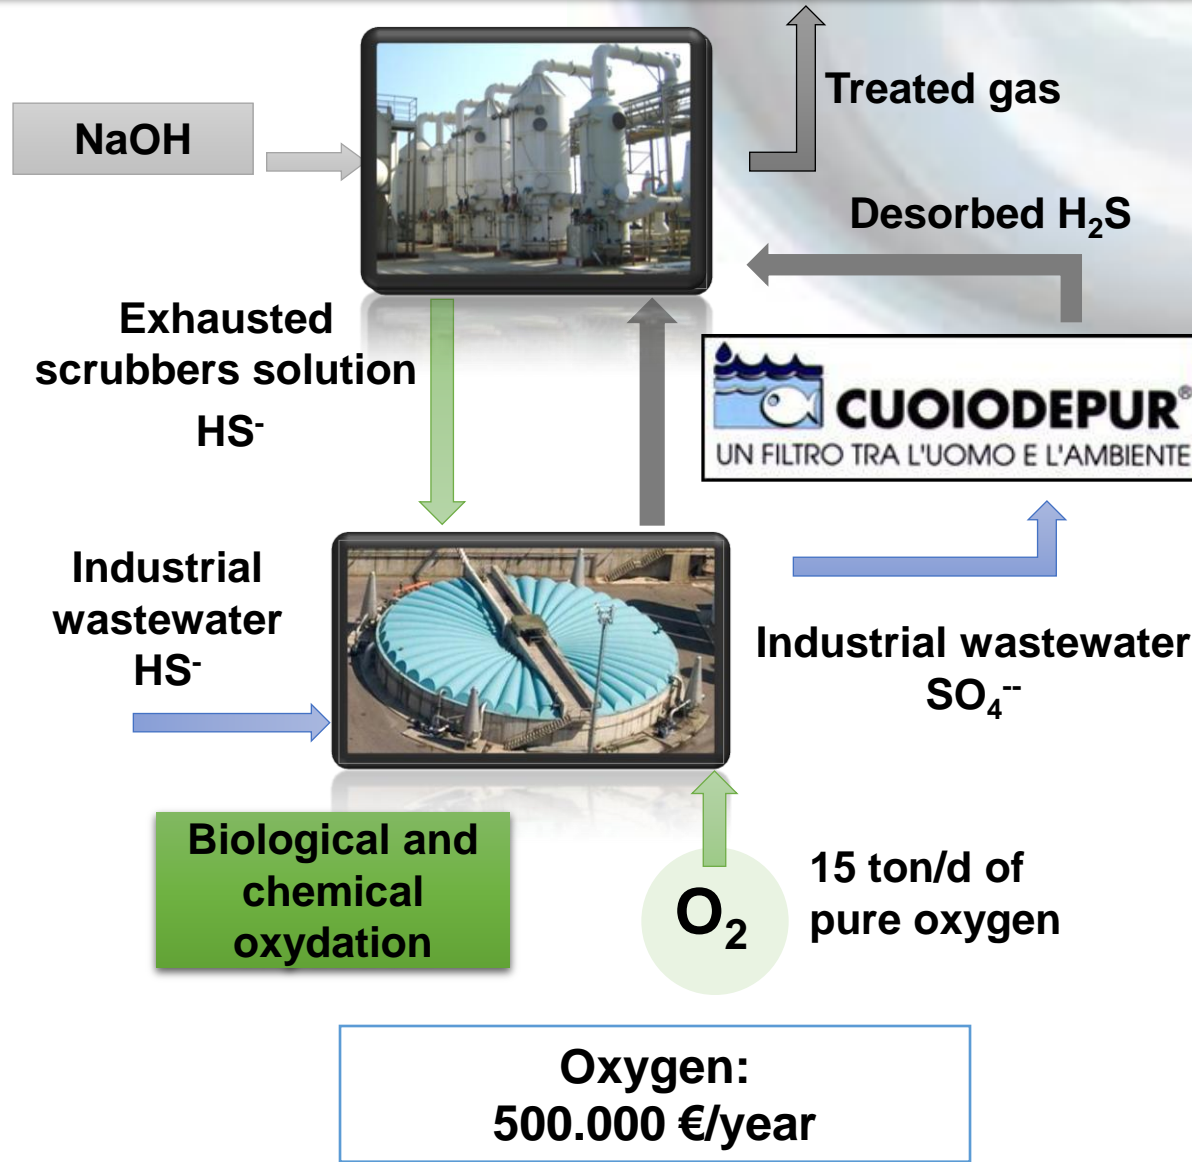 NaOH
Treated gas
Desorbed H₂S
Exhausted
scrubbers solution
HS⁻
CUOIODEPUR®
UN FILTRO TRA L'UOMO E L'AMBIENTE
Industrial
wastewater
HS⁻
Industrial wastewater
SO₄⁻⁻
Biological and
chemical
oxydation
O₂
15 ton/d of
pure oxygen
Oxygen:
500.000 €/year